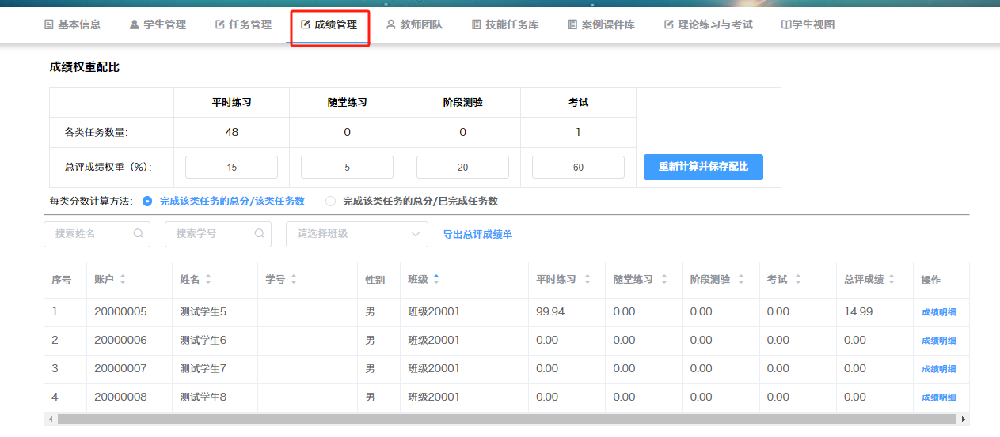 基本信息 学生管理 任务管理 成绩管理 教师团队 技能任务库 案例课件库 理论练习与考试 学生视图
成绩权重配比
平时练习 随堂练习 阶段测验 考试
各类任务数量: 48 0 0 1
总评成绩权重（%）: 15 5 20 60 重新计算并保存配比
每类分数计算方法: 完成该类任务的总分/该类任务数 完成该类任务的总分/已完成任务数
搜索姓名 搜索学号 请选择班级 导出总评成绩单
序号 账户 姓名 学号 性别 班级 平时练习 随堂练习 阶段测验 考试 总评成绩 操作
1 20000005 测试学生5 男 班级20001 99.94 0.00 0.00 0.00 14.99 成绩明细
2 20000006 测试学生6 男 班级20001 0.00 0.00 0.00 0.00 0.00 成绩明细
3 20000007 测试学生7 男 班级20001 0.00 0.00 0.00 0.00 0.00 成绩明细
4 20000008 测试学生8 男 班级20001 0.00 0.00 0.00 0.00 0.00 成绩明细